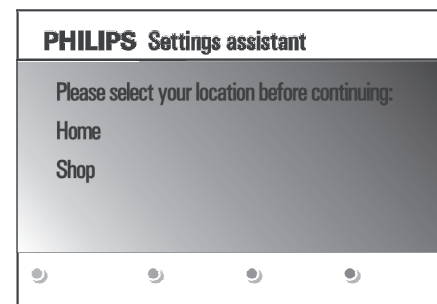 PHILIPS Settings assistant
Please select your location before continuing:
Home
Shop